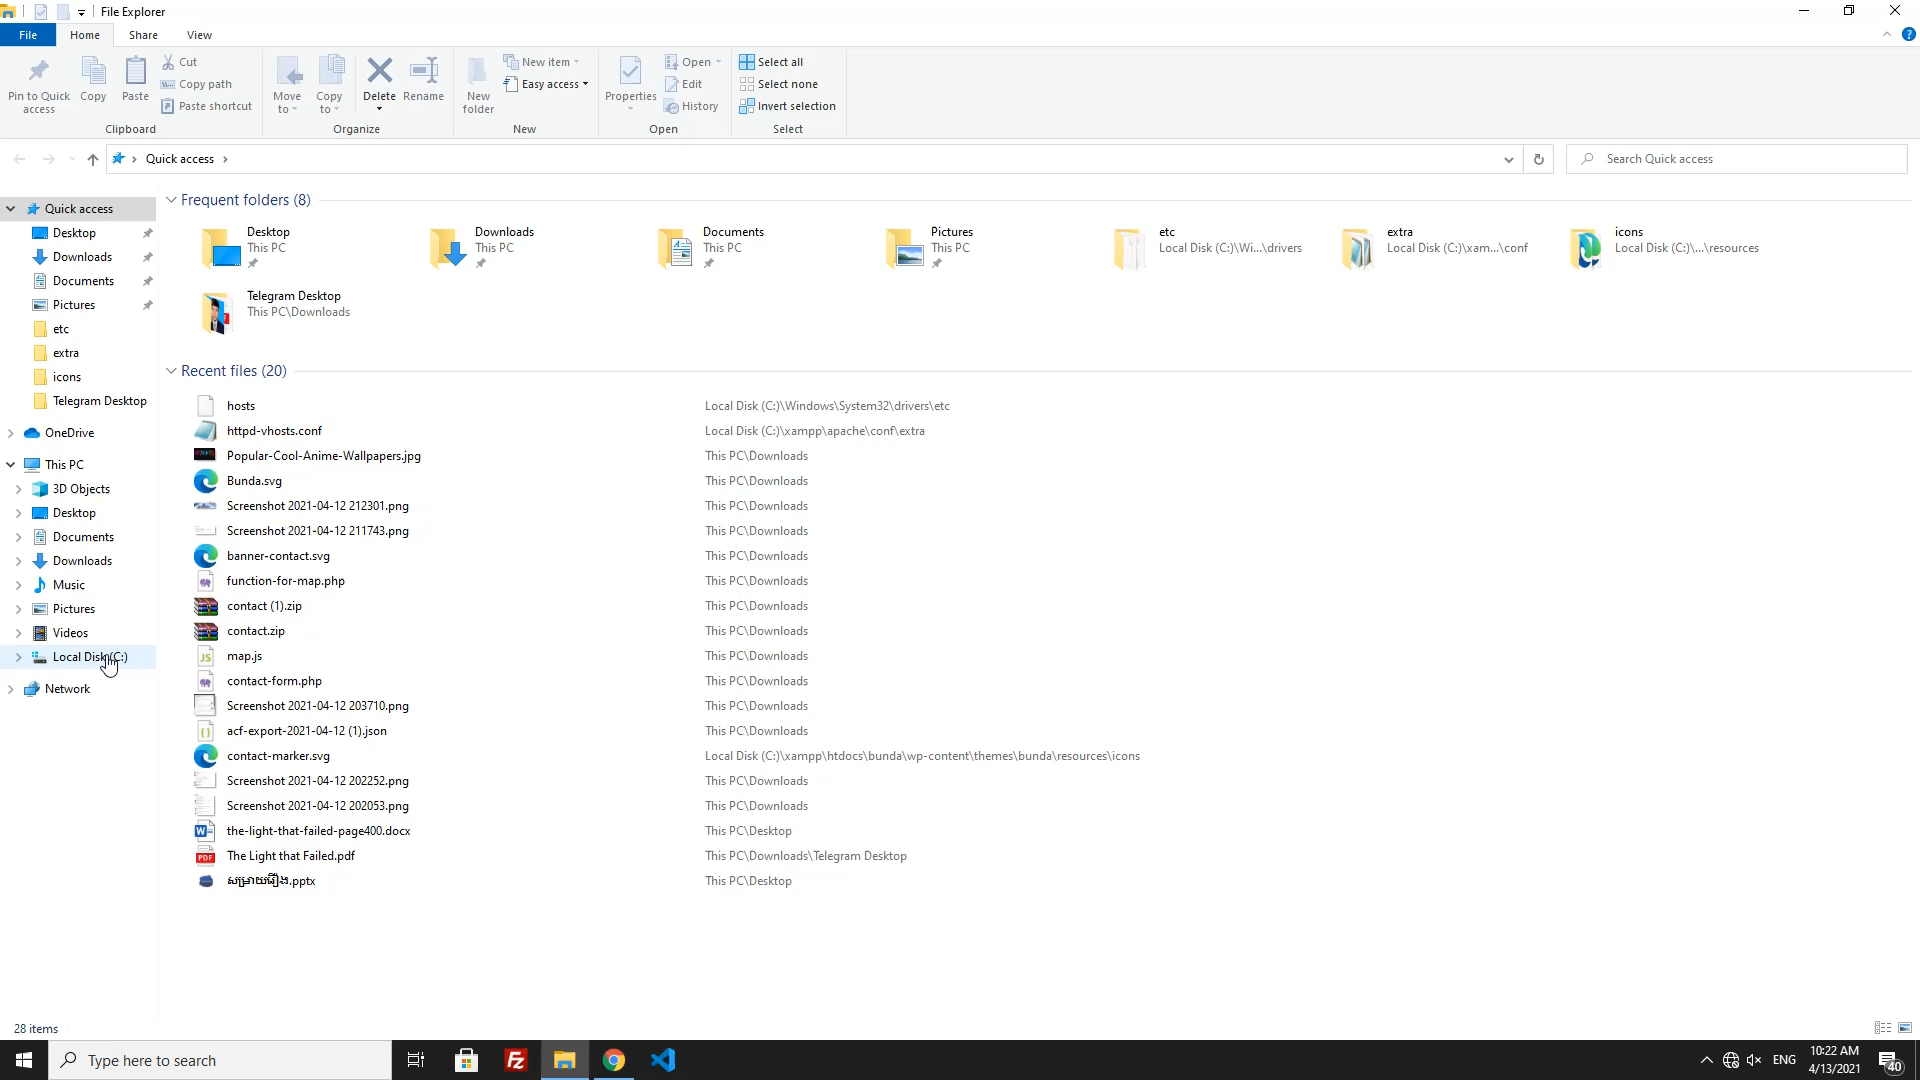 File Explorer
File Home Share View
Pin to Quick access
Copy
Paste
Cut
Copy path
Paste shortcut
Clipboard
Move to
Copy to
Delete
Rename
Organize
New folder
New item
Easy access
New
Properties
Open
Edit
History
Open
Select all
Select none
Invert selection
Select
Quick access
Search Quick access
Quick access
Desktop
Downloads
Documents
Pictures
etc
extra
icons
Telegram Desktop
OneDrive
This PC
3D Objects
Desktop
Documents
Downloads
Music
Pictures
Videos
Local Disk (C:)
Network
Frequent folders (8)
Desktop
This PC
Downloads
This PC
Documents
This PC
Pictures
This PC
etc
Local Disk (C:)\Wi...\drivers
extra
Local Disk (C:)\xam...\conf
icons
Local Disk (C:)\...\resources
Telegram Desktop
This PC\Downloads
Recent files (20)
hosts Local Disk (C:)\Windows\System32\drivers\etc
httpd-vhosts.conf Local Disk (C:)\xampp\apache\conf\extra
Popular-Cool-Anime-Wallpapers.jpg This PC\Downloads
Bunda.svg This PC\Downloads
Screenshot 2021-04-12 212301.png This PC\Downloads
Screenshot 2021-04-12 211743.png This PC\Downloads
banner-contact.svg This PC\Downloads
function-for-map.php This PC\Downloads
contact (1).zip This PC\Downloads
contact.zip This PC\Downloads
map.js This PC\Downloads
contact-form.php This PC\Downloads
Screenshot 2021-04-12 203710.png This PC\Downloads
acf-export-2021-04-12 (1).json This PC\Downloads
contact-marker.svg Local Disk (C:)\xampp\htdocs\bunda\wp-content\themes\bunda\resources\icons
Screenshot 2021-04-12 202252.png This PC\Downloads
Screenshot 2021-04-12 202053.png This PC\Downloads
the-light-that-failed-page400.docx This PC\Desktop
The Light that Failed.pdf This PC\Downloads\Telegram Desktop
សម្រាយរឿង.pptx This PC\Desktop
28 items
Type here to search
ENG
10:22 AM
4/13/2021
40